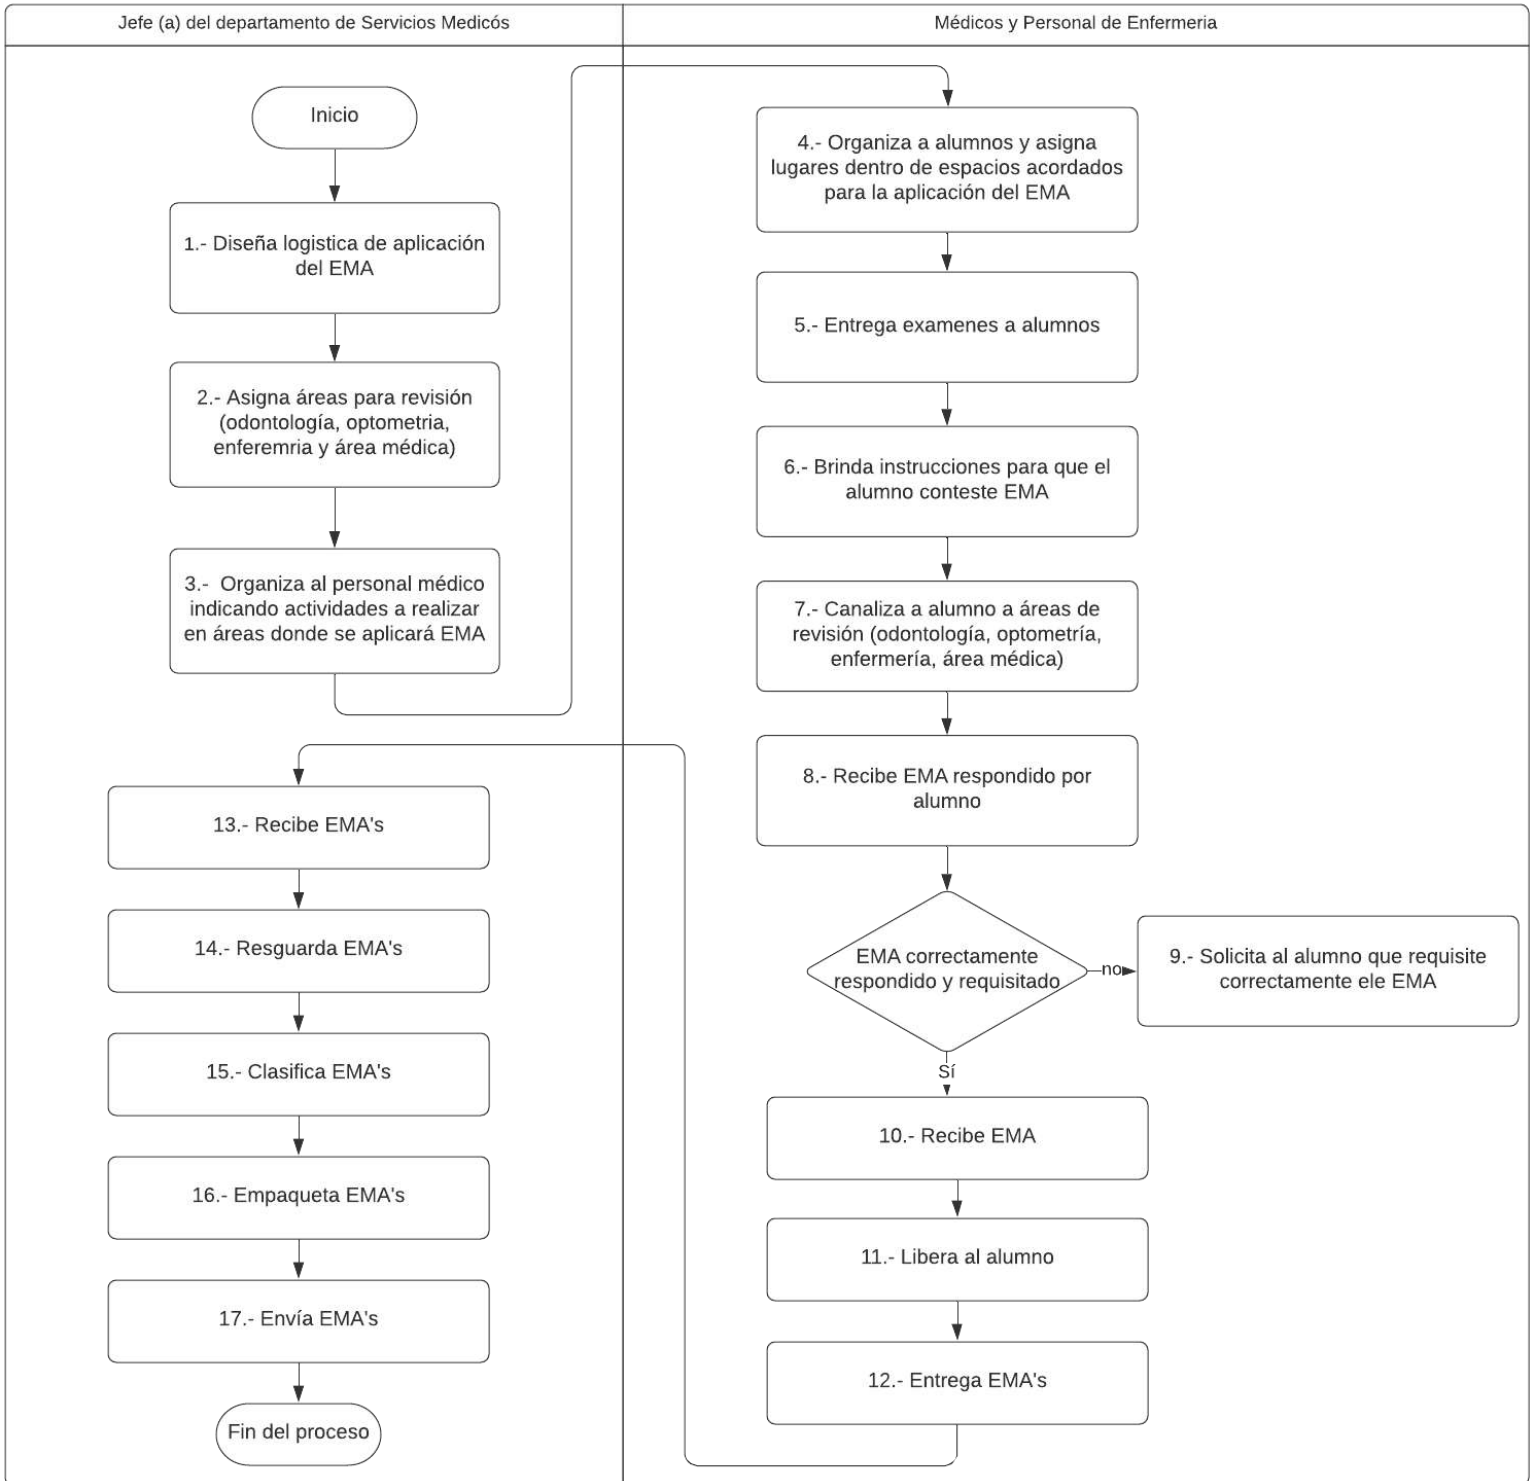 Jefe (a) del departamento de Servicios Medicós
Médicos y Personal de Enfermeria
Inicio
1.- Diseña logistica de aplicación
del EMA
2.- Asigna áreas para revisión
(odontología, optometria,
enferemria y área médica)
3.-  Organiza al personal médico
indicando actividades a realizar
en áreas donde se aplicará EMA
4.- Organiza a alumnos y asigna
lugares dentro de espacios acordados
para la aplicación del EMA
5.- Entrega examenes a alumnos
6.- Brinda instrucciones para que el
alumno conteste EMA
7.- Canaliza a alumno a áreas de
revisión (odontología, optometría,
enfermería, área médica)
8.- Recibe EMA respondido por
alumno
EMA correctamente
respondido y requisitado
no
9.- Solicita al alumno que requisite
correctamente ele EMA
Sí
10.- Recibe EMA
11.- Libera al alumno
12.- Entrega EMA's
13.- Recibe EMA's
14.- Resguarda EMA's
15.- Clasifica EMA's
16.- Empaqueta EMA's
17.- Envía EMA's
Fin del proceso